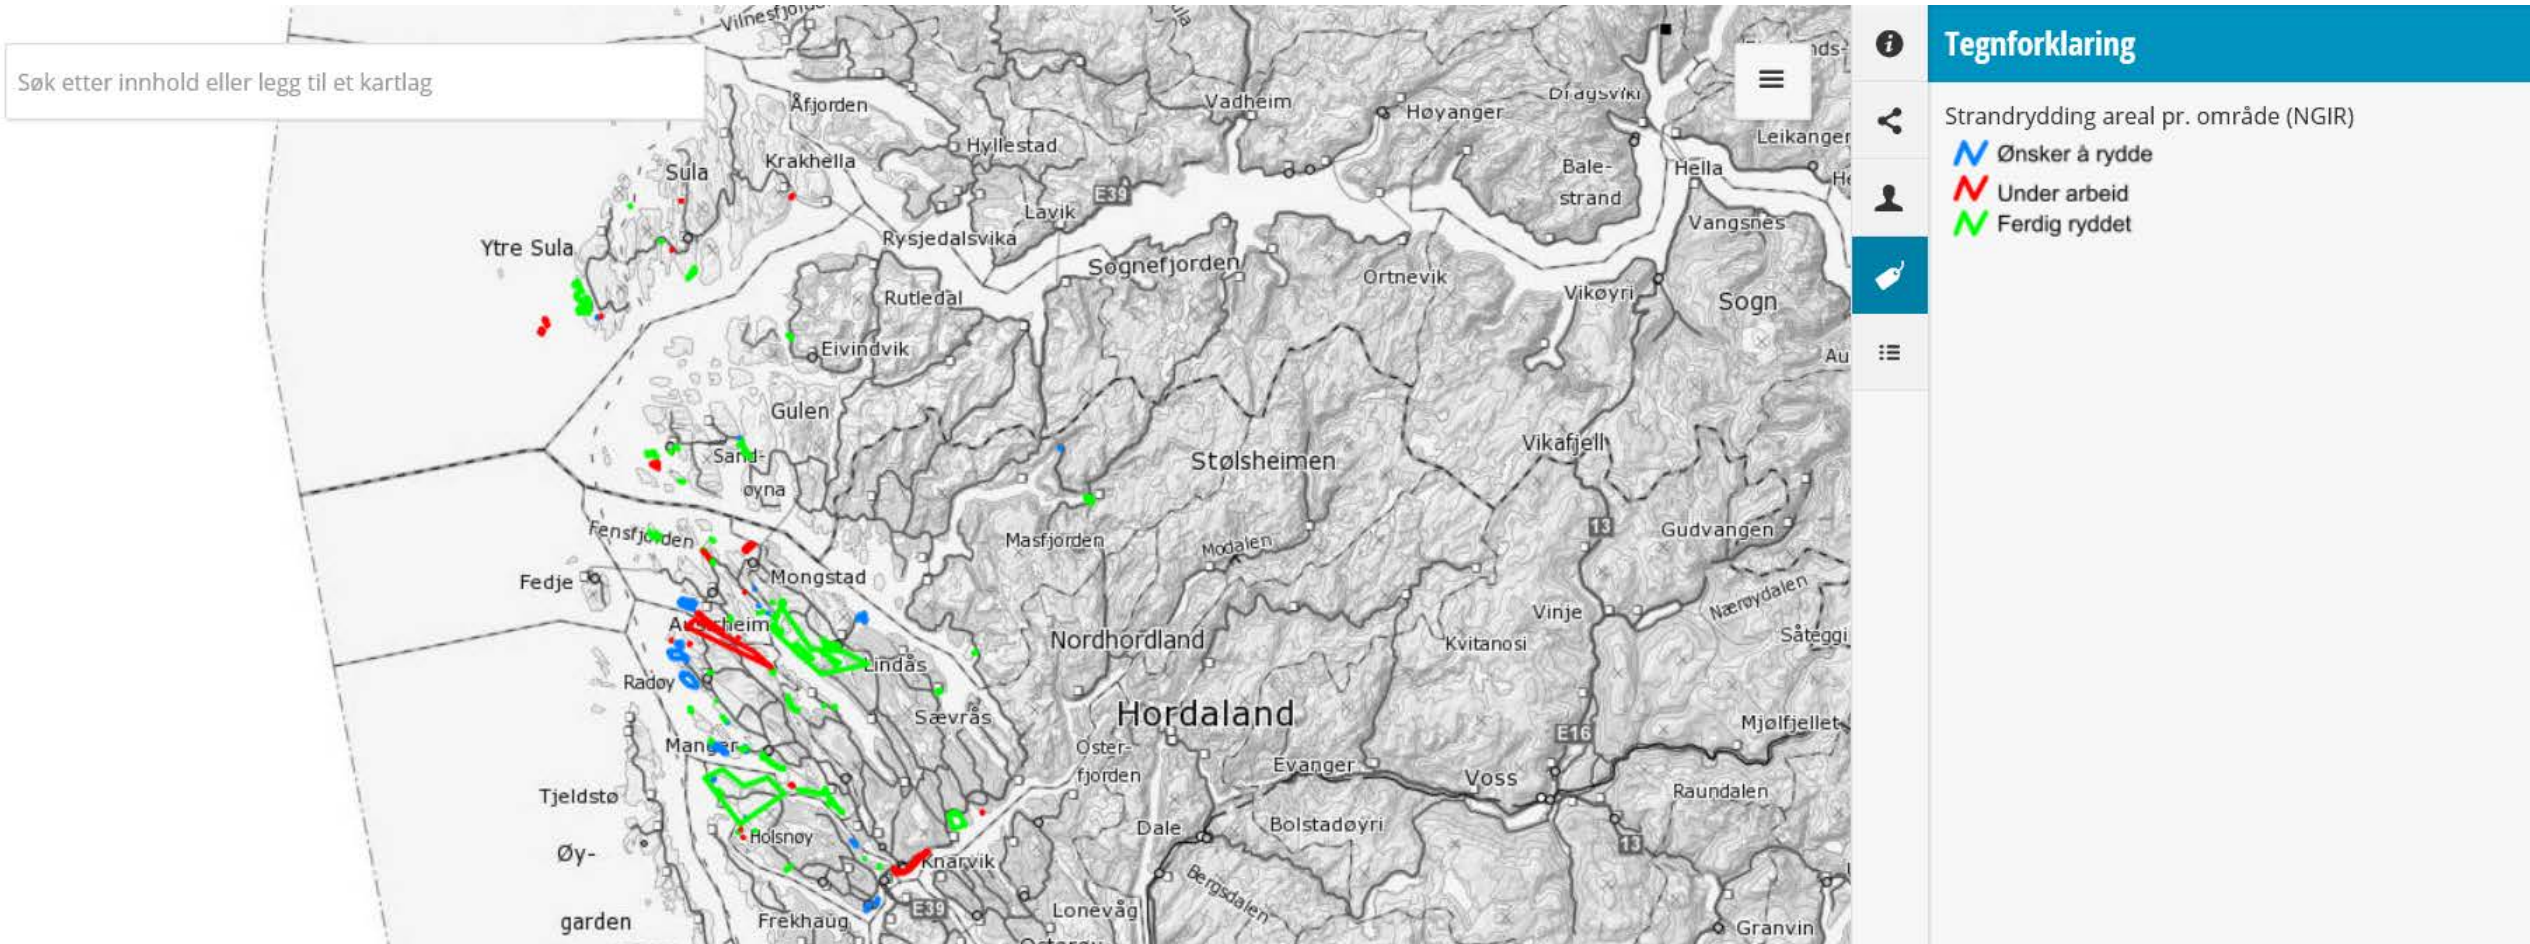 Vilnesfjorden
Søk etter innhold eller legg til et kartlag
Åfjorden
Vadheim
Høyanger
Dragsviki
Leikanger
Hyllestad
Krakhella
Sula
Bale-
strand
Hella
E39
Lavik
Vangsnes
Ytre Sula
Rysjedalsvika
Sognefjorden
Ortnevik
Rutledal
Vikøyri
Sogn
Eivindvik
Gulen
Vikafjell
Sand-
øyna
Stølsheimen
13
Fensfjorden
Masfjorden
Modalen
Gudvangen
Fedje
Mongstad
Nærøydalen
Vinje
Austrheim
Nordhordland
Kvitanosi
Såteggi
Lindås
Radøy
Sævrås
Hordaland
Mjølfjellet
E16
Manger
Oster-
fjorden
Evanger
Voss
Tjeldstø
Raundalen
Holsnøy
Dale
Bolstadøyri
Øy-
garden
Knarvik
13
Bergsdalen
E39
Frekhaug
Lonevåg
Granvin
Tegnforklaring
Strandrydding areal pr. område (NGIR)
Ønsker å rydde
Under arbeid
Ferdig ryddet